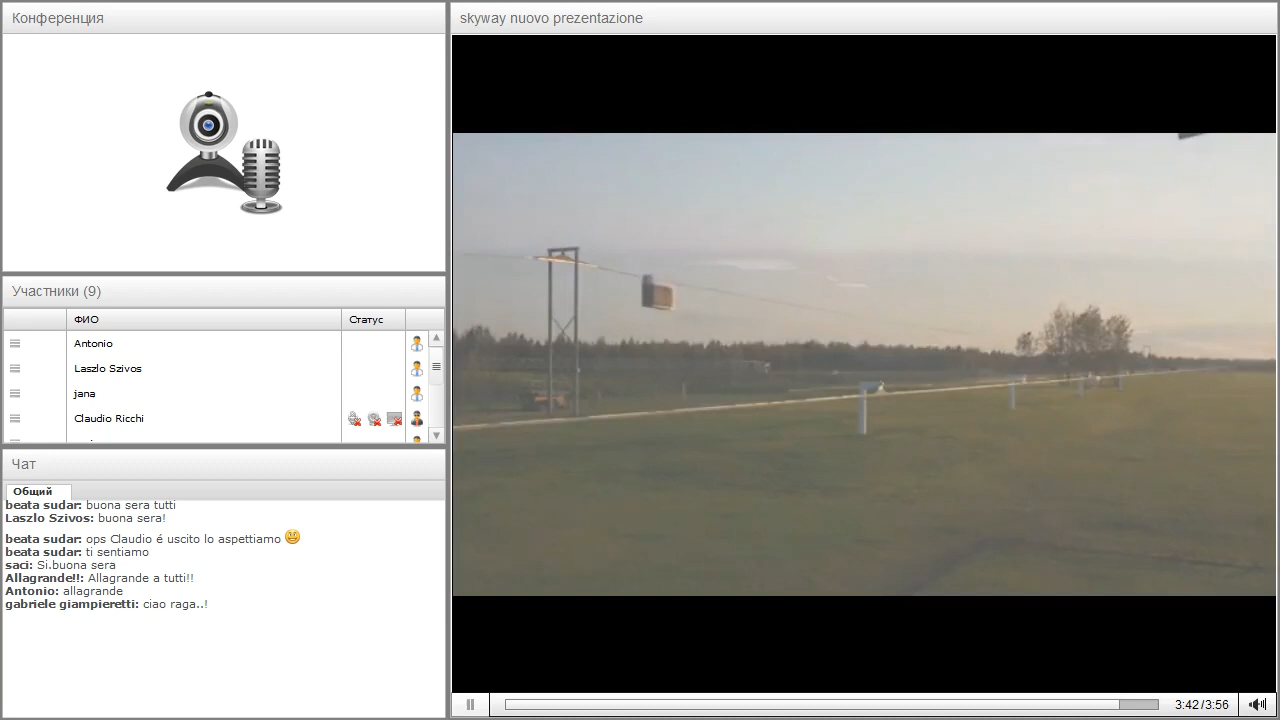 Конференция
skyway nuovo prezentazione
Участники (9)
ФИО Статус
Antonio
Laszlo Szivos
jana
Claudio Ricchi
Чат
Общий
beata sudar: buona sera tutti
Laszlo Szivos: buona sera!
beata sudar: ops Claudio é uscito lo aspettiamo
beata sudar: ti sentiamo
saci: Si.buona sera
Allagrande!!: Allagrande a tutti!!
Antonio: allagrande
gabriele giampieretti: ciao raga..!
3:42/3:56